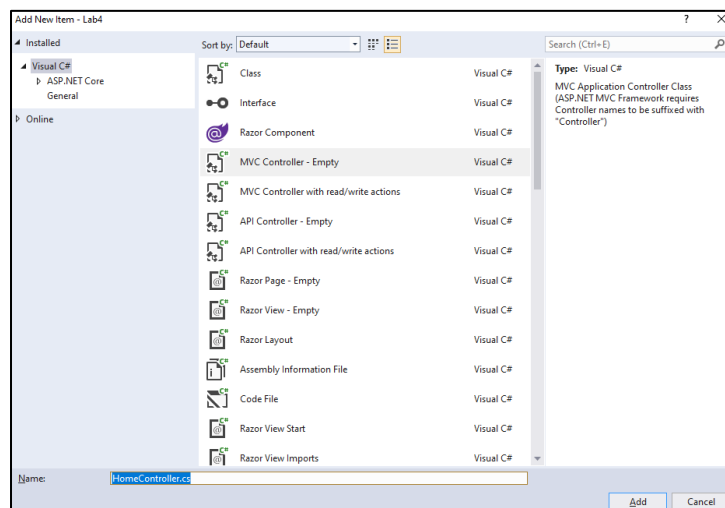 Add New Item - Lab4
? X
Installed
Sort by: Default
Search (Ctrl+E)
Visual C#
ASP.NET Core
General
Online
Class Visual C#
Interface Visual C#
Razor Component Visual C#
MVC Controller - Empty Visual C#
MVC Controller with read/write actions Visual C#
API Controller - Empty Visual C#
API Controller with read/write actions Visual C#
Razor Page - Empty Visual C#
Razor View - Empty Visual C#
Razor Layout Visual C#
Assembly Information File Visual C#
Code File Visual C#
Razor View Start Visual C#
Razor View Imports Visual C#
Type: Visual C#
MVC Application Controller Class
(ASP.NET MVC Framework requires
Controller names to be suffixed with
"Controller")
Name: HomeController.cs
Add Cancel